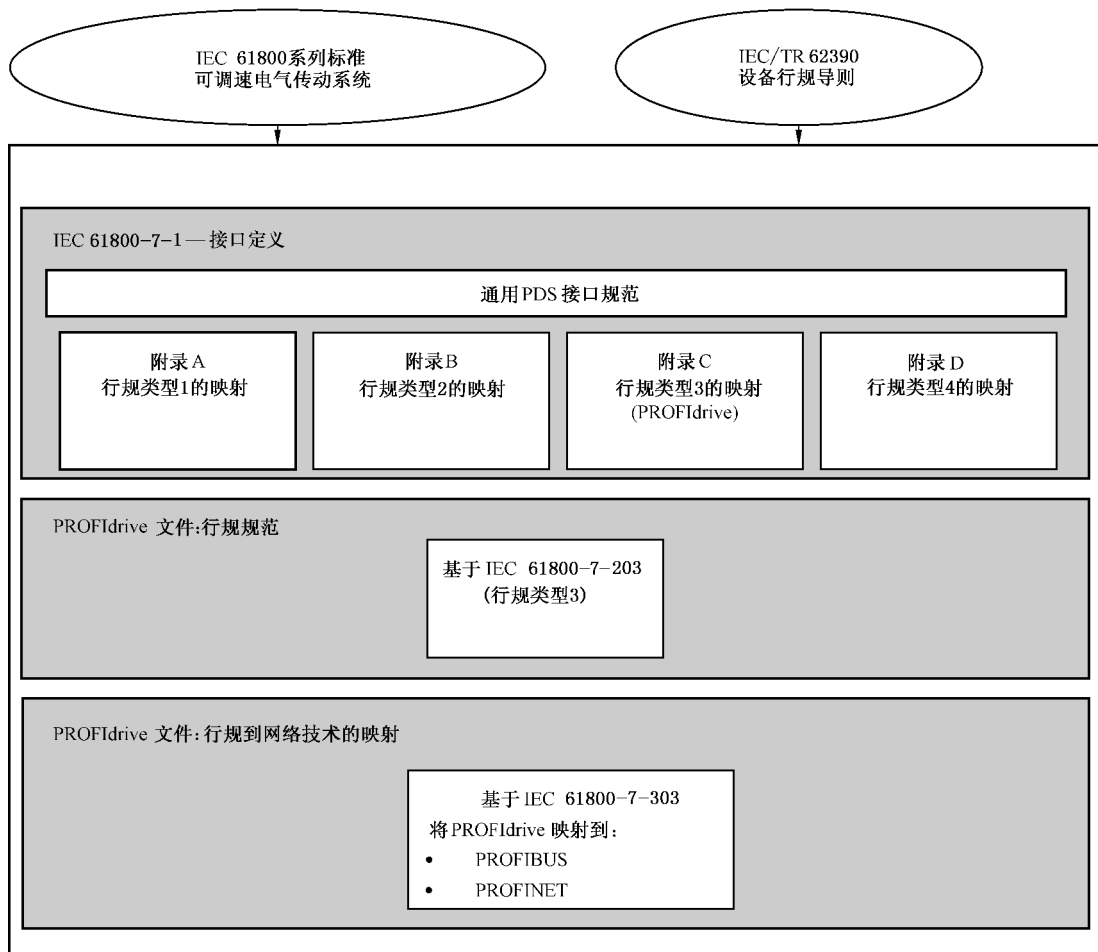 IEC 61800系列标准
可调速电气传动系统
IEC/TR 62390
设备行规导则
IEC 61800-7-1—接口定义
通用PDS接口规范
附录A
行规类型1的映射
附录B
行规类型2的映射
附录C
行规类型3的映射
(PROFIdrive)
附录D
行规类型4的映射
PROFIdrive 文件:行规规范
基于IEC 61800-7-203
(行规类型3)
PROFIdrive 文件:行规到网络技术的映射
基于IEC 61800-7-303
将PROFIdrive 映射到:
• PROFIBUS
• PROFINET